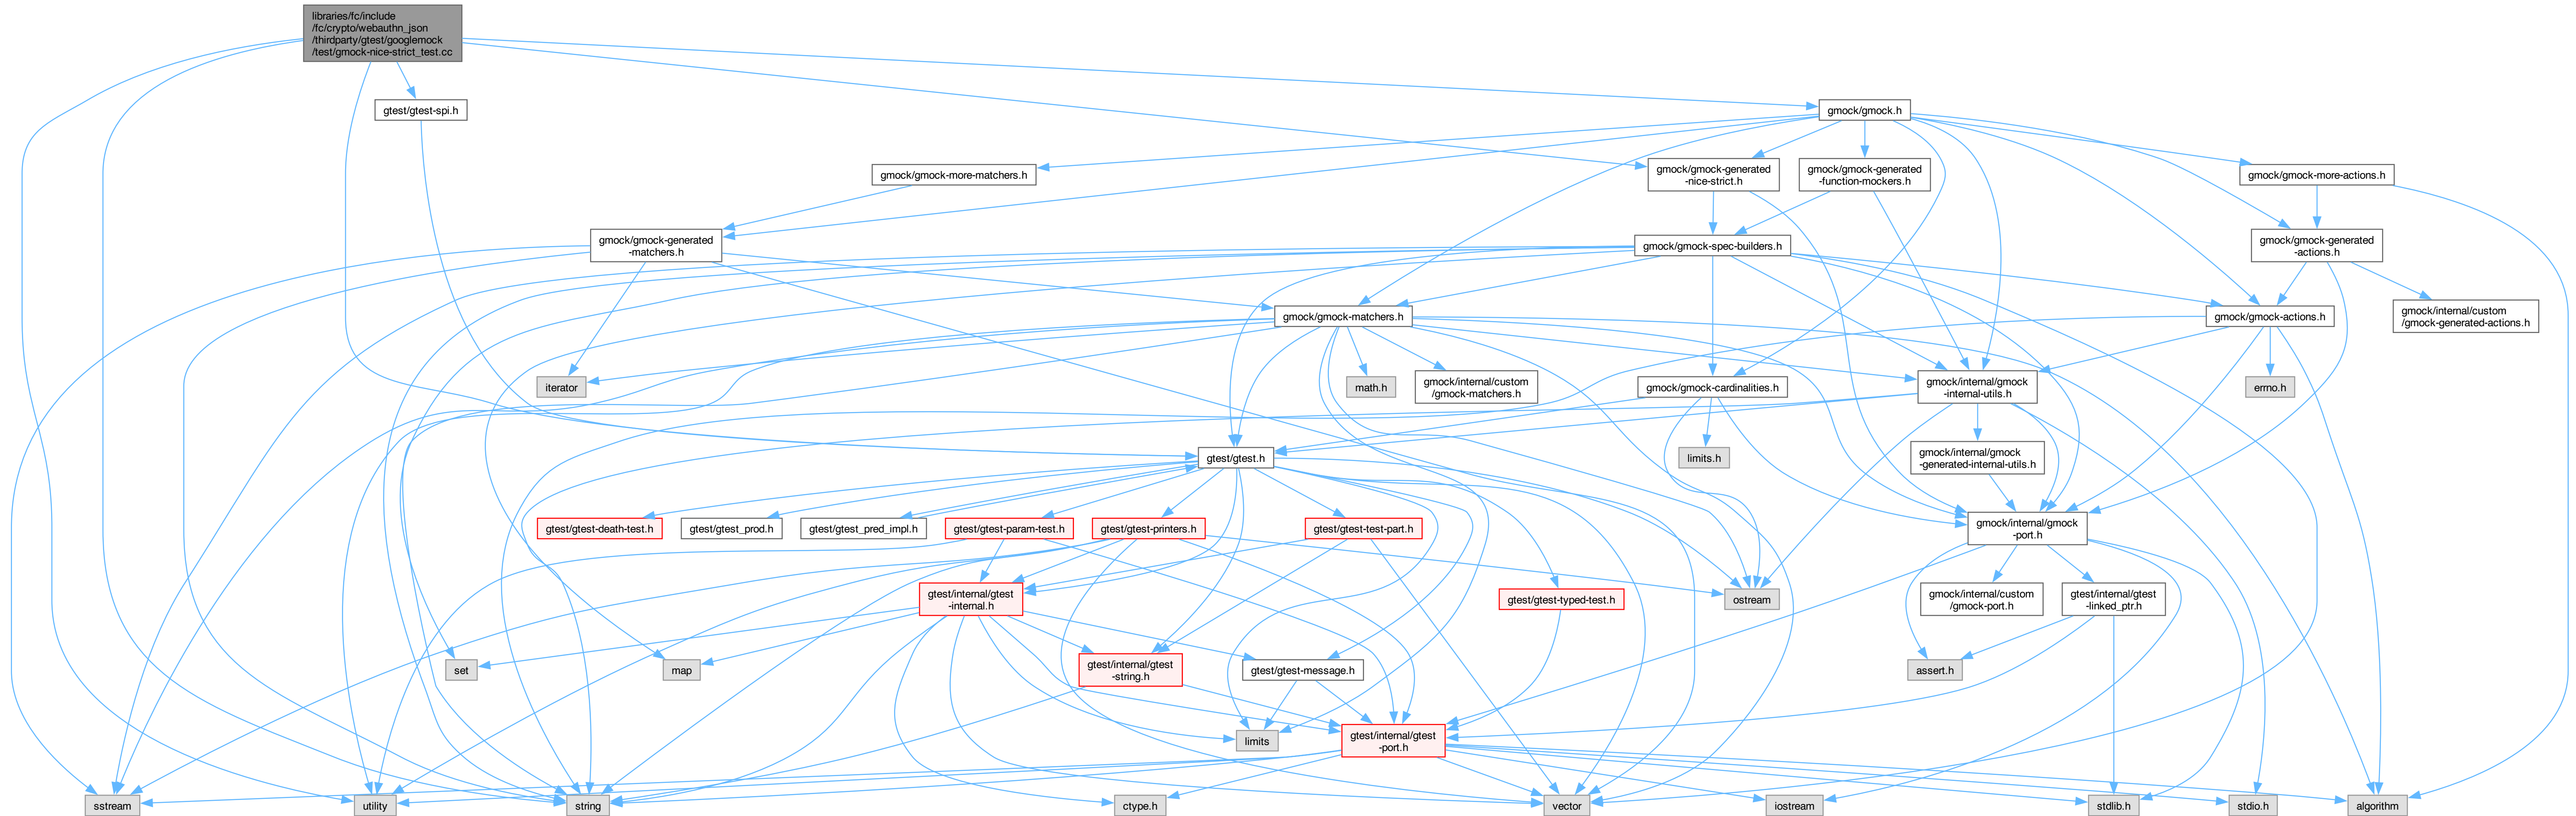 libraries/fc/include
/fc/crypto/webauthn_json
/thirdparty/gtest/googlemock
/test/gmock-nice-strict_test.cc
gtest/gtest-spi.h
gmock/gmock.h
gmock/gmock-more-matchers.h
gmock/gmock-generated
-nice-strict.h
gmock/gmock-generated
-function-mockers.h
gmock/gmock-more-actions.h
gmock/gmock-generated
-matchers.h
gmock/gmock-spec-builders.h
gmock/gmock-generated
-actions.h
gmock/gmock-matchers.h
gmock/internal/custom
/gmock-generated-actions.h
gmock/gmock-actions.h
iterator
math.h
gmock/internal/custom
/gmock-matchers.h
gmock/gmock-cardinalities.h
gmock/internal/gmock
-internal-utils.h
errno.h
gtest/gtest.h
limits.h
gmock/internal/gmock
-generated-internal-utils.h
gtest/gtest-death-test.h
gtest/gtest_prod.h
gtest/gtest_pred_impl.h
gtest/gtest-param-test.h
gtest/gtest-printers.h
gtest/gtest-test-part.h
gmock/internal/gmock
-port.h
gtest/internal/gtest
-internal.h
gtest/gtest-typed-test.h
ostream
gmock/internal/custom
/gmock-port.h
gtest/internal/gtest
-linked_ptr.h
set
map
gtest/internal/gtest
-string.h
gtest/gtest-message.h
assert.h
limits
gtest/internal/gtest
-port.h
sstream
utility
string
ctype.h
vector
iostream
stdlib.h
stdio.h
algorithm